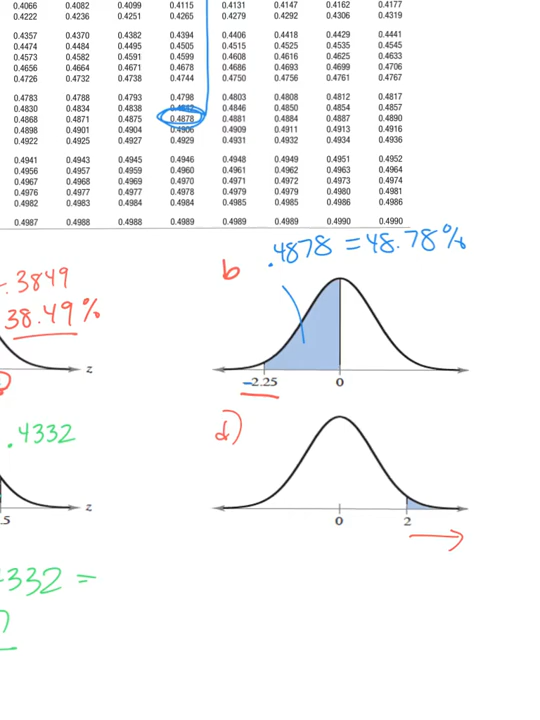 0.4066 0.4082 0.4099 0.4115 0.4131 0.4147 0.4162 0.4177
0.4222 0.4236 0.4251 0.4265 0.4279 0.4292 0.4306 0.4319
0.4357 0.4370 0.4382 0.4394 0.4406 0.4418 0.4429 0.4441
0.4474 0.4484 0.4495 0.4505 0.4515 0.4525 0.4535 0.4545
0.4573 0.4582 0.4591 0.4599 0.4608 0.4616 0.4625 0.4633
0.4656 0.4664 0.4671 0.4678 0.4686 0.4693 0.4699 0.4706
0.4726 0.4732 0.4738 0.4744 0.4750 0.4756 0.4761 0.4767
0.4783 0.4788 0.4793 0.4798 0.4803 0.4808 0.4812 0.4817
0.4830 0.4834 0.4838 0.4842 0.4846 0.4850 0.4854 0.4857
0.4868 0.4871 0.4875 0.4878 0.4881 0.4884 0.4887 0.4890
0.4898 0.4901 0.4904 0.4906 0.4909 0.4911 0.4913 0.4916
0.4922 0.4925 0.4927 0.4929 0.4931 0.4932 0.4934 0.4936
0.4941 0.4943 0.4945 0.4946 0.4948 0.4949 0.4951 0.4952
0.4956 0.4957 0.4959 0.4960 0.4961 0.4962 0.4963 0.4964
0.4967 0.4968 0.4969 0.4970 0.4971 0.4972 0.4973 0.4974
0.4976 0.4977 0.4977 0.4978 0.4979 0.4979 0.4980 0.4981
0.4982 0.4983 0.4984 0.4984 0.4985 0.4985 0.4986 0.4986
0.4987 0.4988 0.4988 0.4989 0.4989 0.4989 0.4990 0.4990
.4878 = 48.78%
b
.3849
38.49%
z
-2.25 0
.4332
d)
z
.5
0 2
4332 =